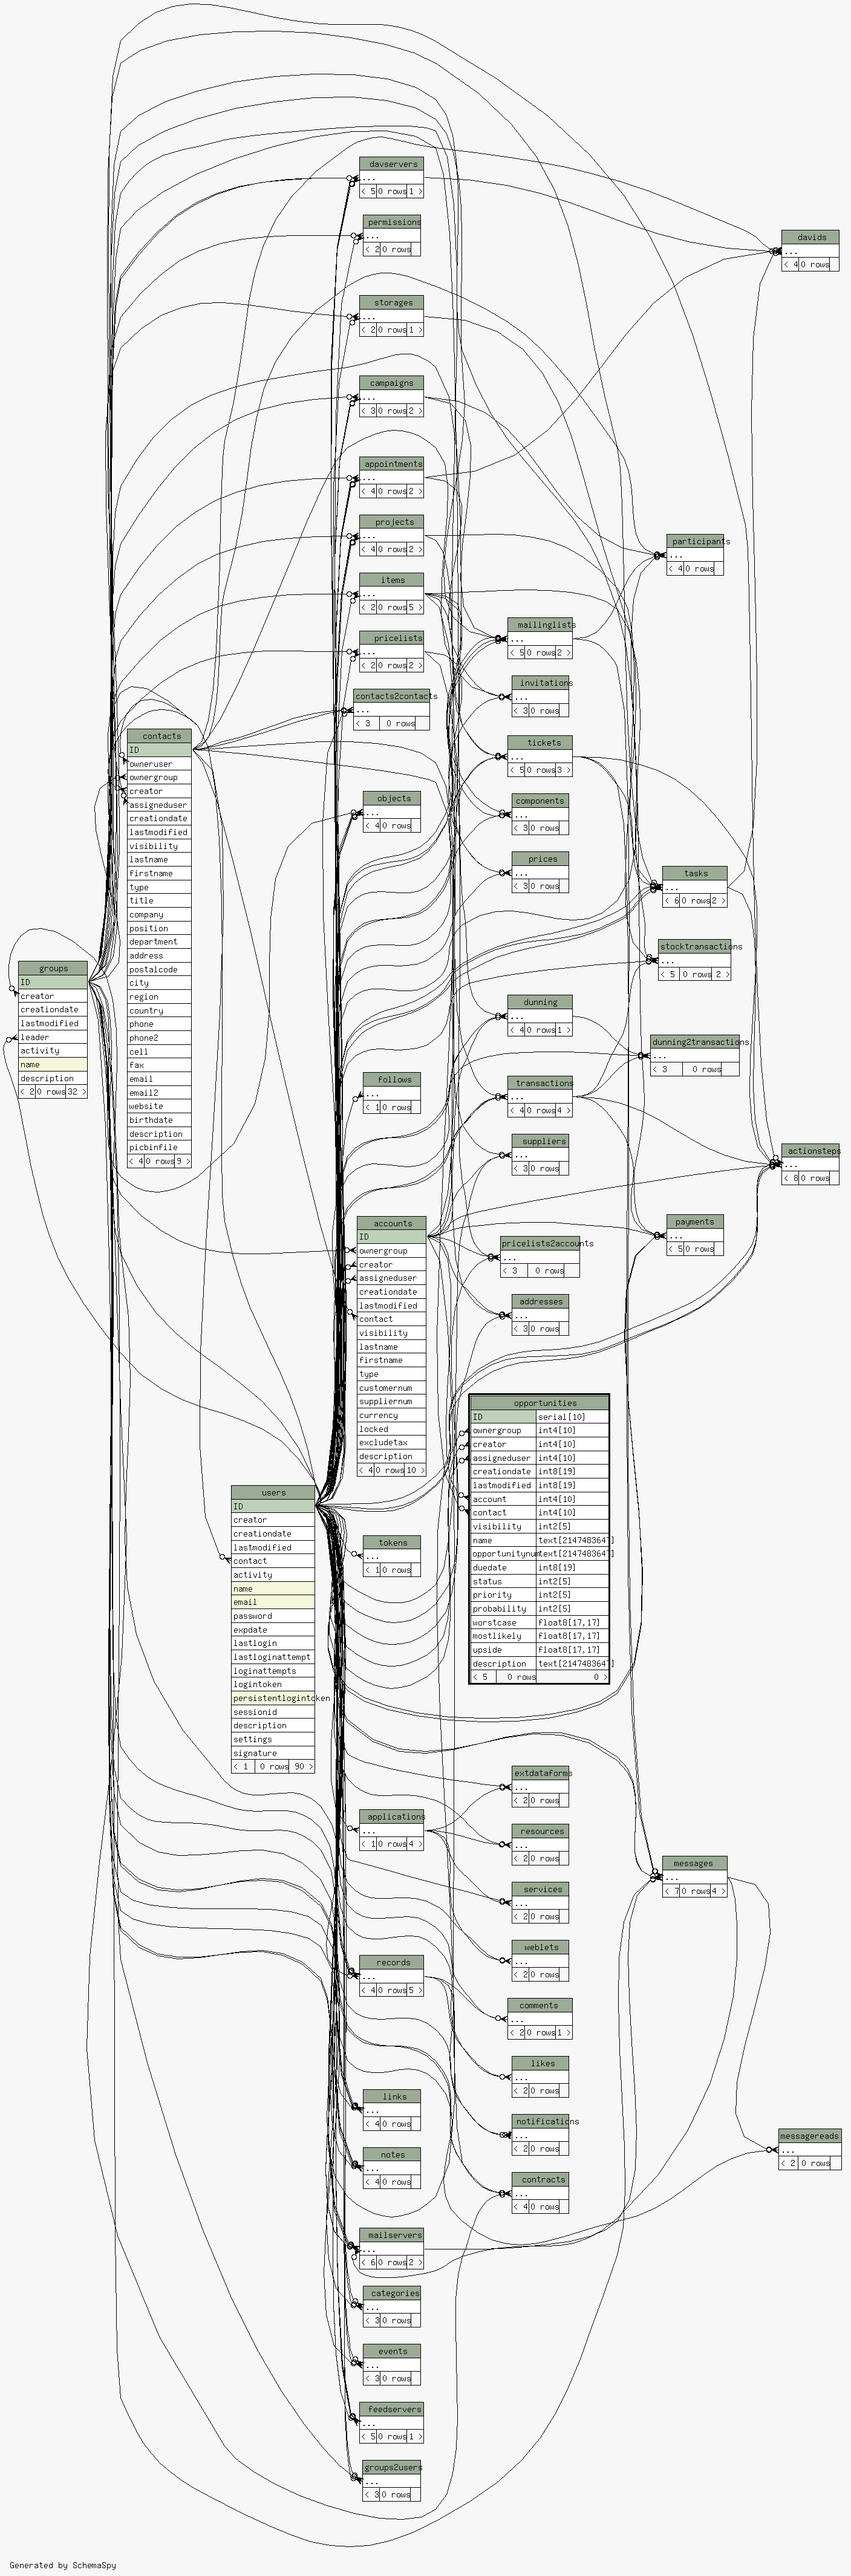 davservers
...
< 5 0 rows 1 >
permissions
...
< 2 0 rows
davids
...
< 4 0 rows
storages
...
< 2 0 rows 1 >
campaigns
...
< 3 0 rows 2 >
appointments
...
< 4 0 rows 2 >
projects
...
< 4 0 rows 2 >
participants
...
< 4 0 rows
items
...
< 2 0 rows 5 >
pricelists
...
< 2 0 rows 2 >
mailinglists
...
< 5 0 rows 2 >
contacts2contacts
...
< 3 0 rows
invitations
...
< 3 0 rows
tickets
...
< 5 0 rows 3 >
contacts
ID
owneruser
ownergroup
creator
assigneduser
creationdate
lastmodified
visibility
lastname
firstname
type
title
company
position
department
address
postalcode
city
region
country
phone
phone2
cell
fax
email
email2
website
birthdate
description
picbinfile
< 4 0 rows 9 >
objects
...
< 4 0 rows
components
...
< 3 0 rows
prices
...
< 3 0 rows
tasks
...
< 6 0 rows 2 >
stocktransactions
...
< 5 0 rows 2 >
groups
ID
creator
creationdate
lastmodified
leader
activity
name
description
< 2 0 rows 32 >
dunning
...
< 4 0 rows 1 >
dunning2transactions
...
< 3 0 rows
follows
...
< 1 0 rows
transactions
...
< 4 0 rows 4 >
suppliers
...
< 3 0 rows
actionsteps
...
< 8 0 rows
accounts
ID
ownergroup
creator
assigneduser
creationdate
lastmodified
contact
visibility
lastname
firstname
type
customernum
suppliernum
currency
locked
excludetax
description
< 4 0 rows 10 >
payments
...
< 5 0 rows
pricelists2accounts
...
< 3 0 rows
addresses
...
< 3 0 rows
opportunities
ID serial[10]
ownergroup int4[10]
creator int4[10]
assigneduser int4[10]
creationdate int8[19]
lastmodified int8[19]
account int4[10]
contact int4[10]
visibility int2[5]
name text[2147483647]
opportunitynum text[2147483647]
duedate int8[19]
status int2[5]
priority int2[5]
probability int2[5]
worstcase float8[17,17]
mostlikely float8[17,17]
upside float8[17,17]
description text[2147483647]
< 5 0 rows 0 >
users
ID
creator
creationdate
lastmodified
contact
activity
name
email
password
expdate
lastlogin
lastloginattempt
loginattempts
logintoken
persistentlogintoken
sessionid
description
settings
signature
< 1 0 rows 90 >
tokens
...
< 1 0 rows
extdataforms
...
< 2 0 rows
applications
...
< 1 0 rows 4 >
resources
...
< 2 0 rows
services
...
< 2 0 rows
messages
...
< 7 0 rows 4 >
weblets
...
< 2 0 rows
records
...
< 4 0 rows 5 >
comments
...
< 2 0 rows 1 >
likes
...
< 2 0 rows
links
...
< 4 0 rows
notifications
...
< 2 0 rows
messagereads
...
< 2 0 rows
notes
...
< 4 0 rows
contracts
...
< 4 0 rows
mailservers
...
< 6 0 rows 2 >
categories
...
< 3 0 rows
events
...
< 3 0 rows
feedservers
...
< 5 0 rows 1 >
groups2users
...
< 3 0 rows
Generated by SchemaSpy